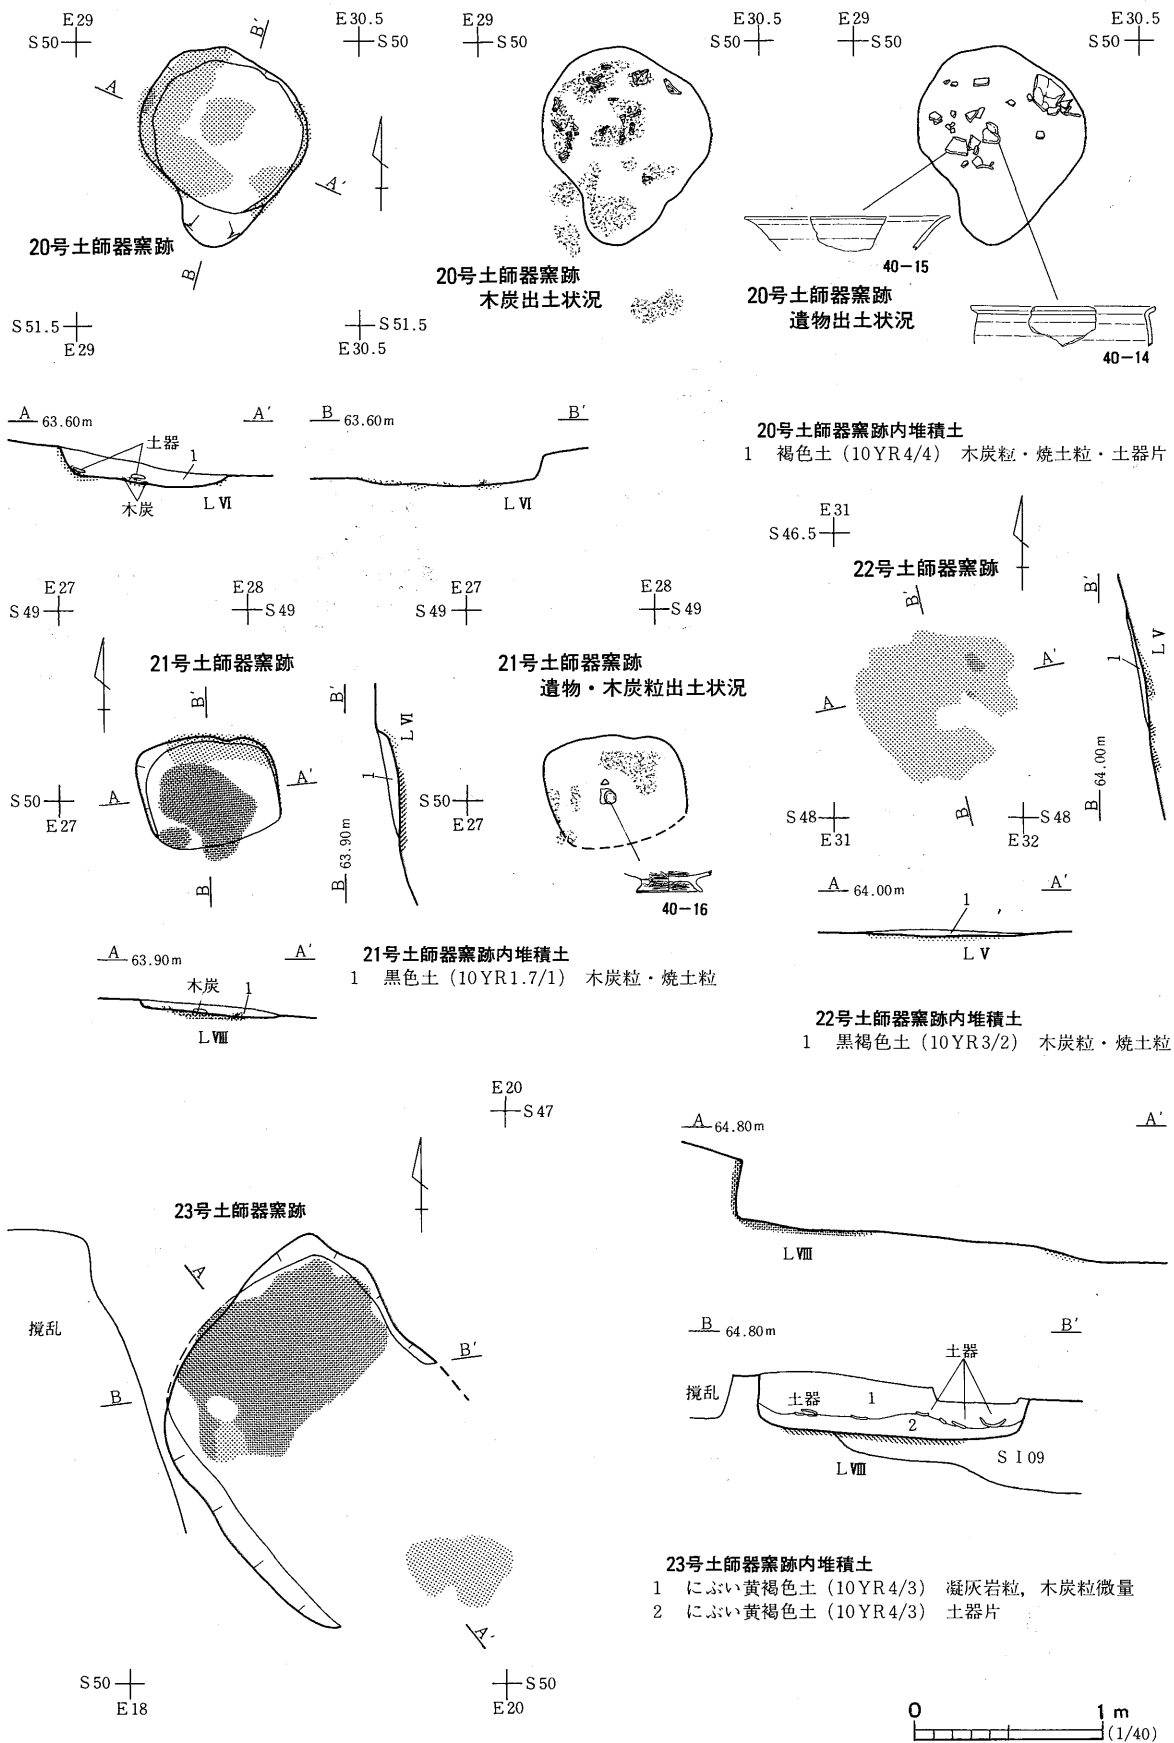 E29
S50
B'
A
A'
B
20号土師器窯跡
S51.5
E29
E30.5
S50
S51.5
E30.5
E29
S50
E30.5
S50
20号土師器窯跡
木炭出土状況
E29
S50
E30.5
S50
40-15
20号土師器窯跡
遺物出土状況
40-14
A 63.60m A'
土器
1
木炭
LⅥ
B 63.60m B'
LⅥ
20号土師器窯跡内堆積土
1 褐色土(10YR4/4) 木炭粒・焼土粒・土器片
E27
S49
E28
S49
21号土師器窯跡
B'
A
A'
B
S50
E27
B'
LⅥ
1
B 63.90m
E27
S49
E28
S49
21号土師器窯跡
遺物・木炭粒出土状況
S50
E27
40-16
A 63.90m A'
木炭
1
LⅧ
21号土師器窯跡内堆積土
1 黒色土(10YR1.7/1) 木炭粒・焼土粒
E31
S46.5
22号土師器窯跡
B'
A
A'
B
S48
E31
S48
E32
B'
LⅤ
1
B 64.00m
A 64.00m A'
1
LⅤ
22号土師器窯跡内堆積土
1 黒褐色土(10YR3/2) 木炭粒・焼土粒
E20
S47
23号土師器窯跡
A
撹乱
B
B'
A'
S50
E18
S50
E20
A 64.80m A'
LⅧ
B 64.80m B'
土器
撹乱
土器
1
2
LⅧ
SI09
23号土師器窯跡内堆積土
1 にぶい黄褐色土(10YR4/3) 凝灰岩粒,木炭粒微量
2 にぶい黄褐色土(10YR4/3) 土器片
0 1m
(1/40)